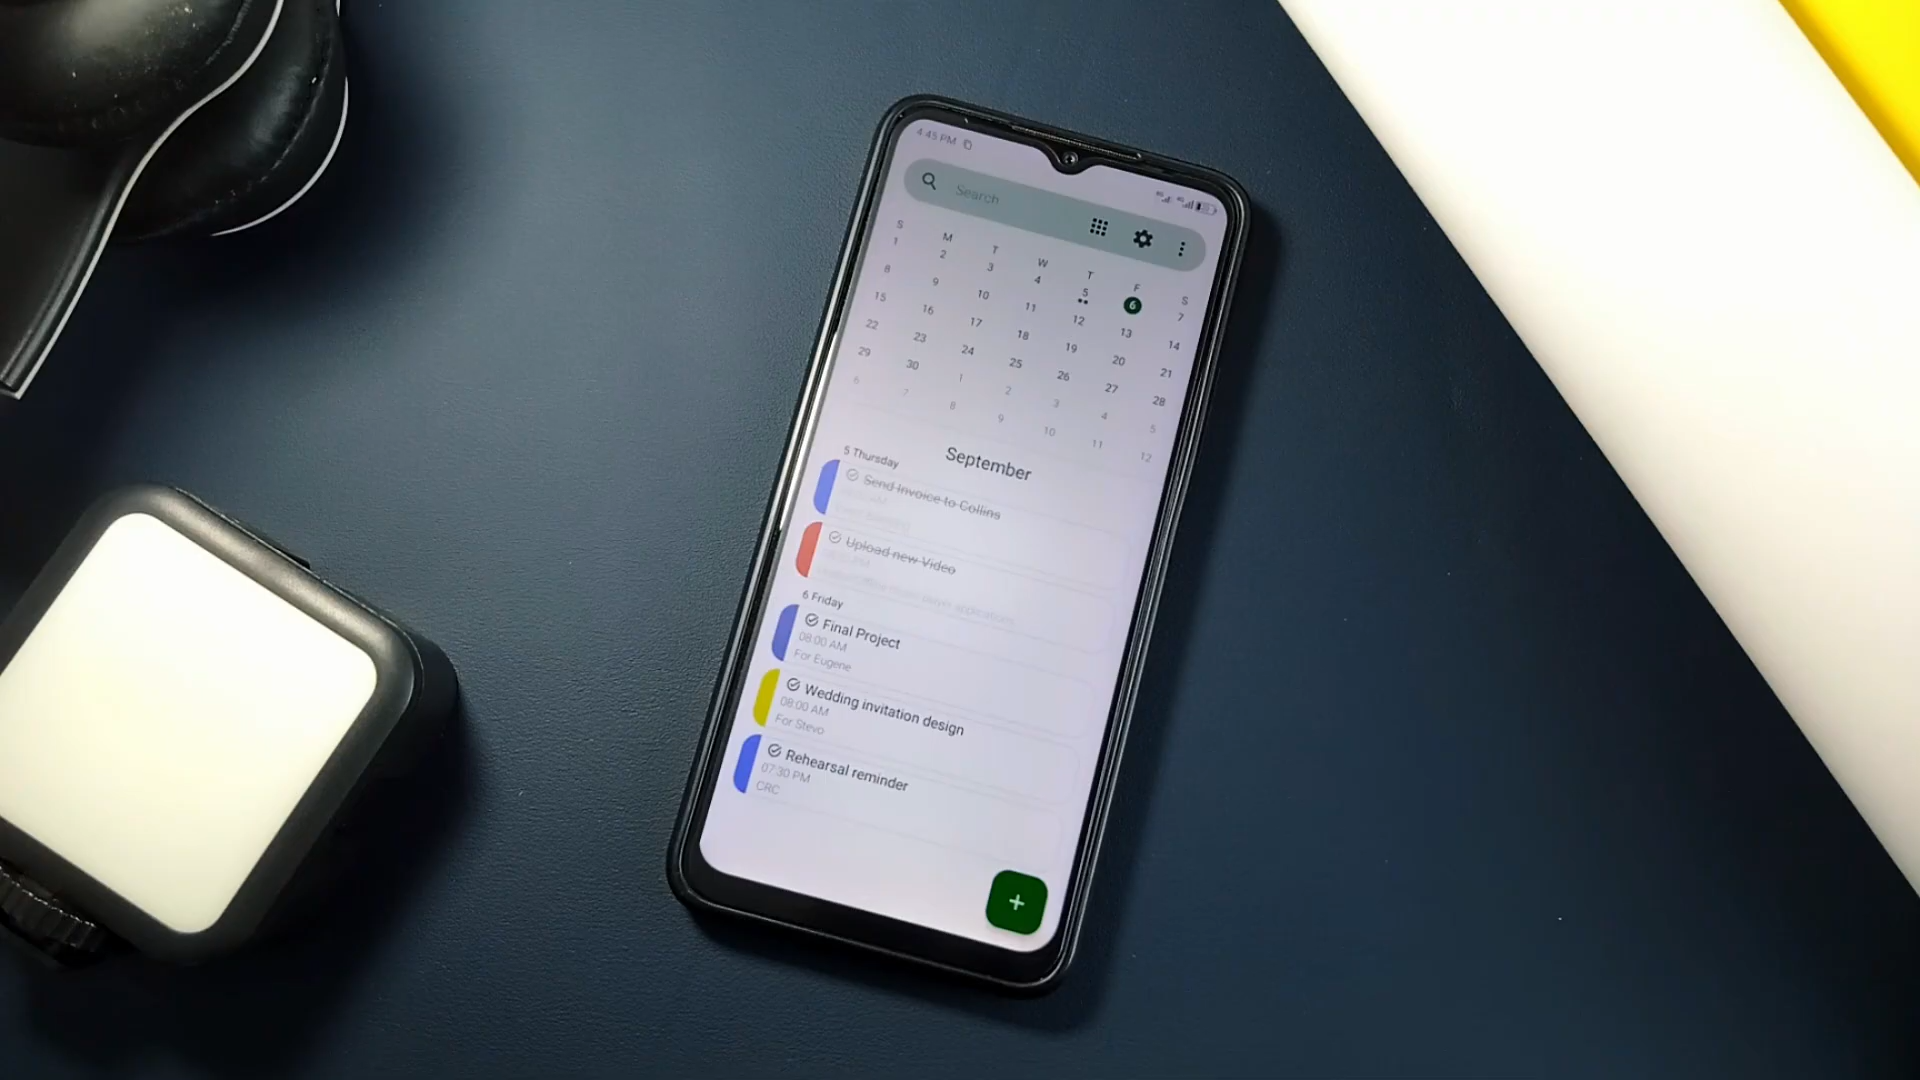 4:45 PM
Search
S M T W T F S
1 2 3 4 5 6 7
8 9 10 11 12 13 14
15 16 17 18 19 20 21
22 23 24 25 26 27 28
29 30 1 2 3 4 5
6 7 8 9 10 11 12
September
5 Thursday
Send Invoice to Collins
Upload new Video
6 Friday
Final Project
08:00 AM
For Eugene
Wedding invitation design
08:00 AM
For Stevo
Rehearsal reminder
07:30 PM
CRC
+